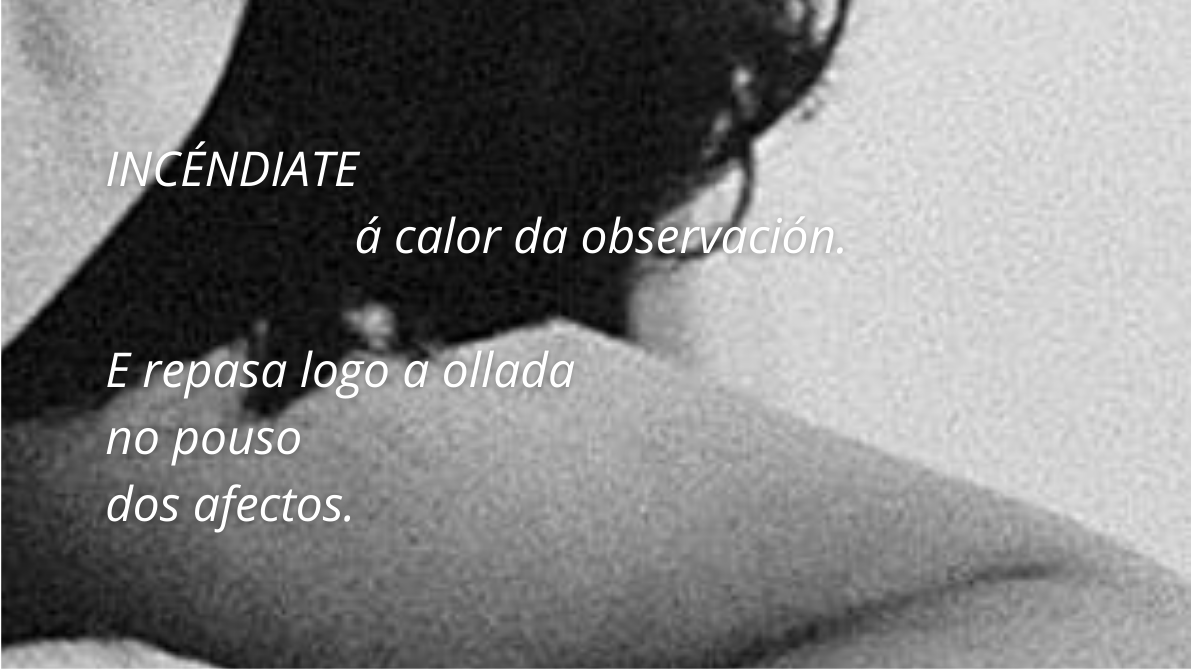 INCÉNDIATE
á calor da observación.
E repasa logo a ollada
no pouso
dos afectos.